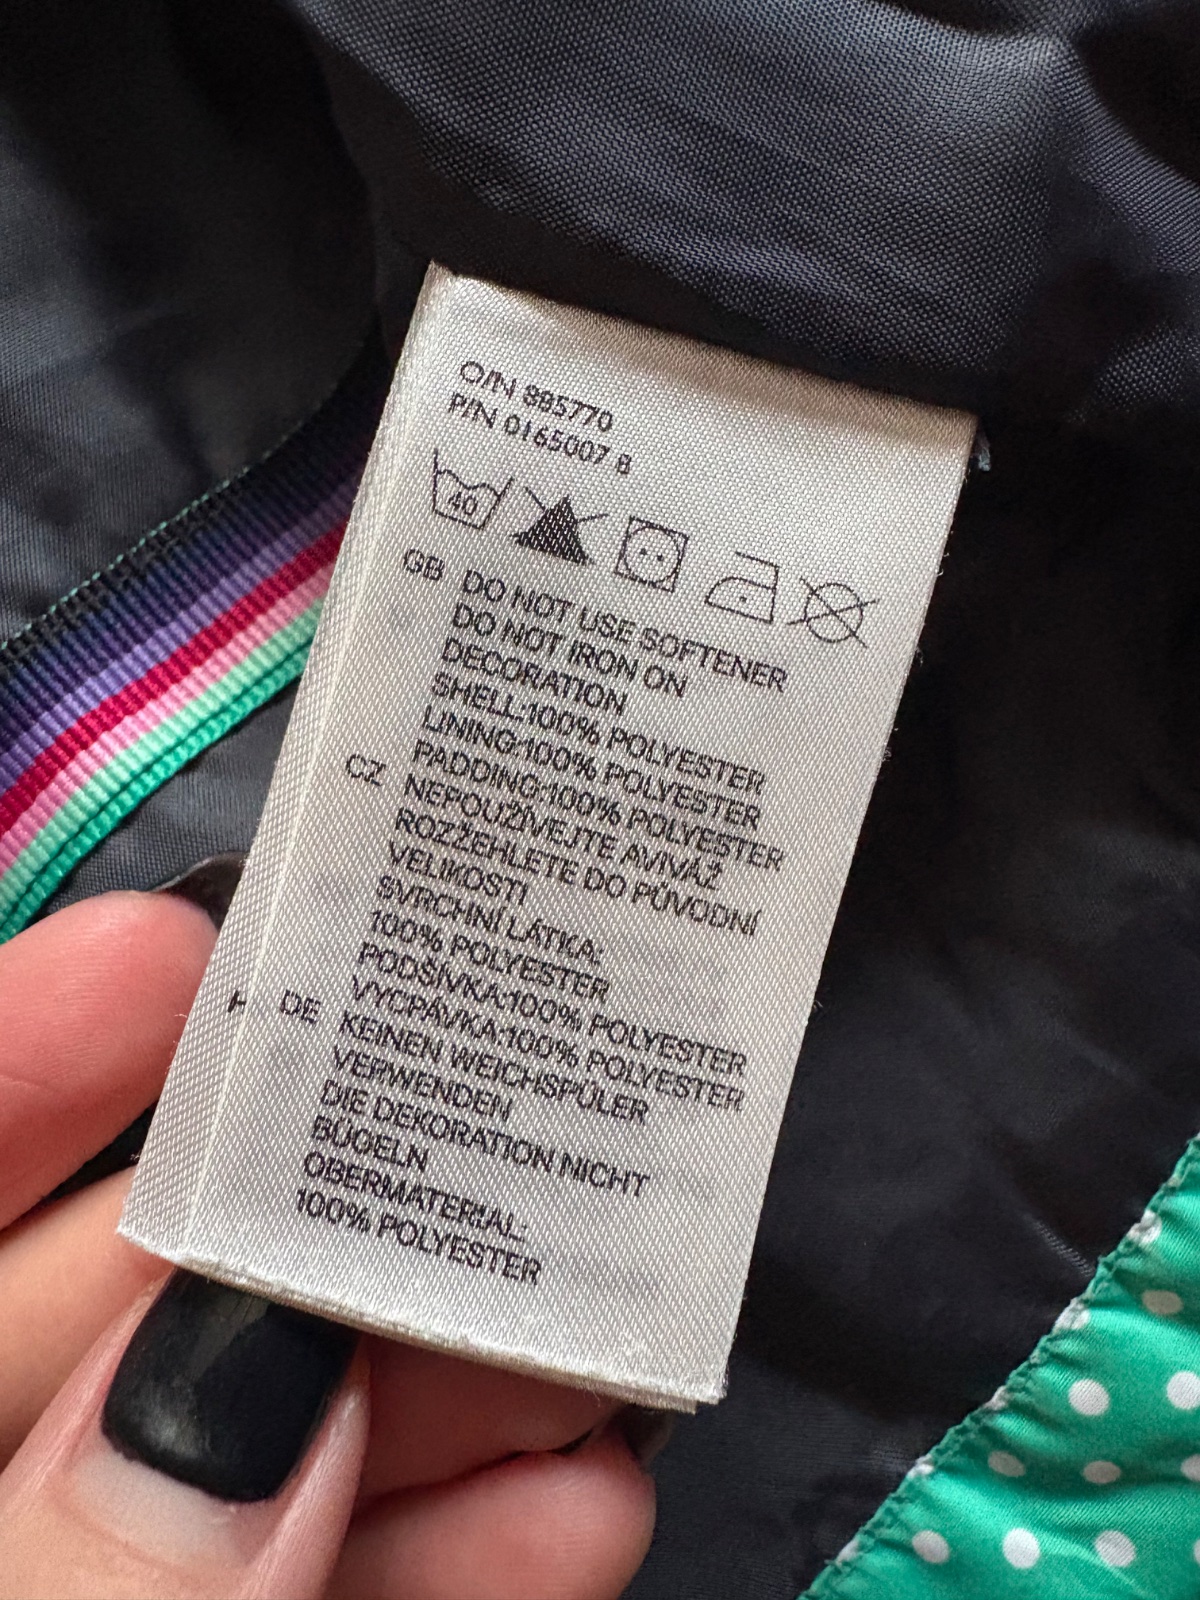 O/N 885770
P/N 0165007 8
40
GB DO NOT USE SOFTENER
DO NOT IRON ON
DECORATION
SHELL:100% POLYESTER
LINING:100% POLYESTER
PADDING:100% POLYESTER
CZ NEPOUŽÍVEJTE AVIVÁŽ
ROZŽEHLETE DO PŮVODNÍ
VELIKOSTI
SVRCHNÍ LÁTKA:
100% POLYESTER
PODŠÍVKA:100% POLYESTER
VYCPÁVKA:100% POLYESTER
DE KEINEN WEICHSPÜLER
VERWENDEN
DIE DEKORATION NICHT
BÜGELN
OBERMATERIAL:
100% POLYESTER